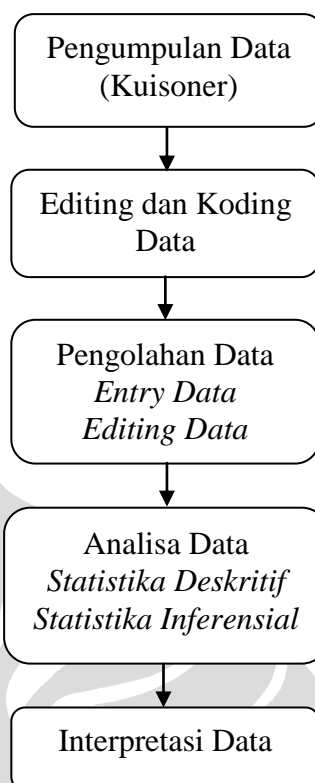 Pengumpulan Data
(Kuisoner)
Editing dan Koding
Data
Pengolahan Data
Entry Data
Editing Data
Analisa Data
Statistika Deskritif
Statistika Inferensial
Interpretasi Data